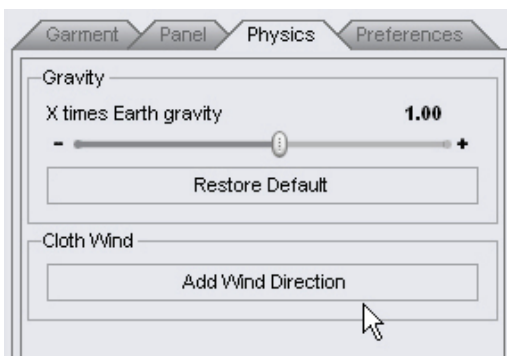 Garment Panel Physics Preferences
Gravity
X times Earth gravity 1.00
- +
Restore Default
Cloth Wind
Add Wind Direction